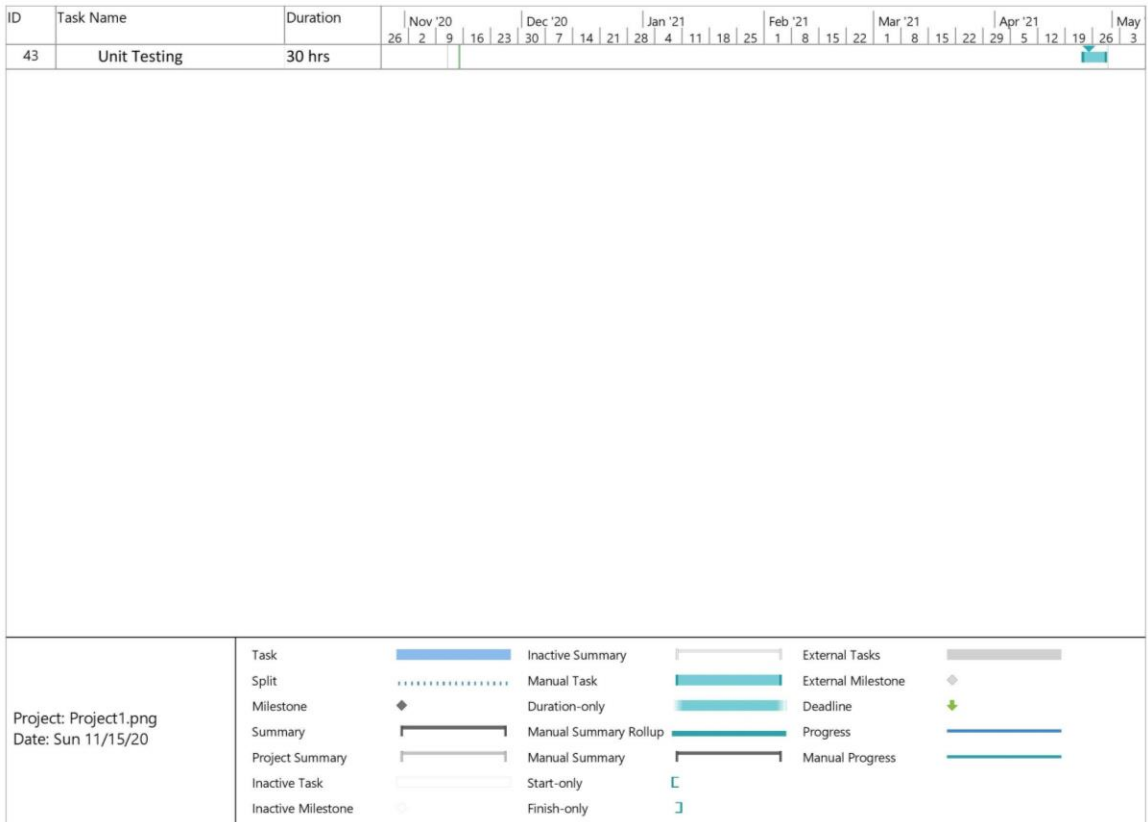 ID Task Name Duration Nov '20 Dec '20 Jan '21 Feb '21 Mar '21 Apr '21 May
26 2 9 16 23 30 7 14 21 28 4 11 18 25 1 8 15 22 1 8 15 22 29 5 12 19 26 3
43 Unit Testing 30 hrs
Project: Project1.png
Date: Sun 11/15/20
Task
Split
Milestone
Summary
Project Summary
Inactive Task
Inactive Milestone
Inactive Summary
Manual Task
Duration-only
Manual Summary Rollup
Manual Summary
Start-only
Finish-only
External Tasks
External Milestone
Deadline
Progress
Manual Progress